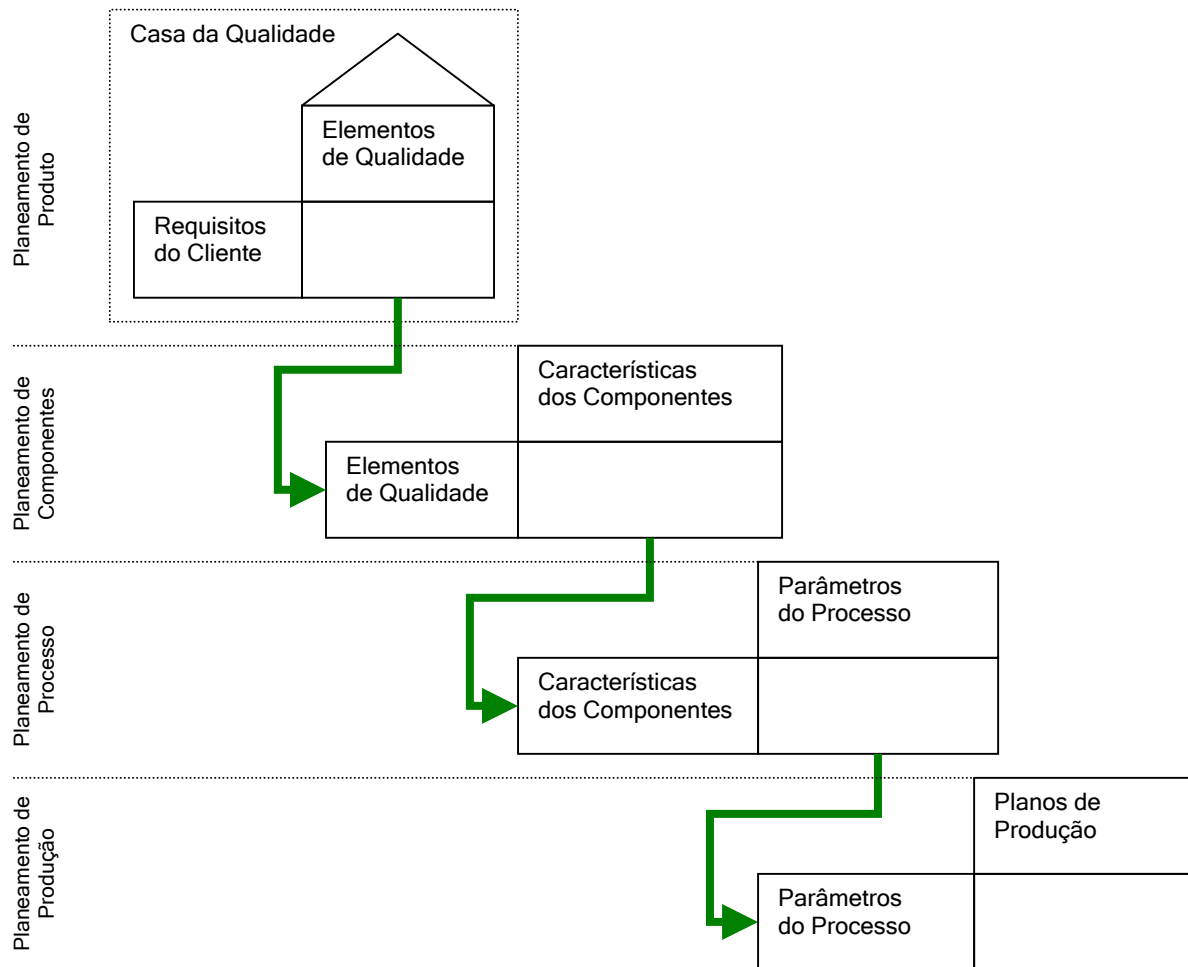 Casa da Qualidade
Planeamento de
Produto
Elementos
de Qualidade
Requisitos
do Cliente
Planeamento de
Componentes
Características
dos Componentes
Elementos
de Qualidade
Planeamento de
Processo
Parâmetros
do Processo
Características
dos Componentes
Planeamento de
Produção
Planos de
Produção
Parâmetros
do Processo